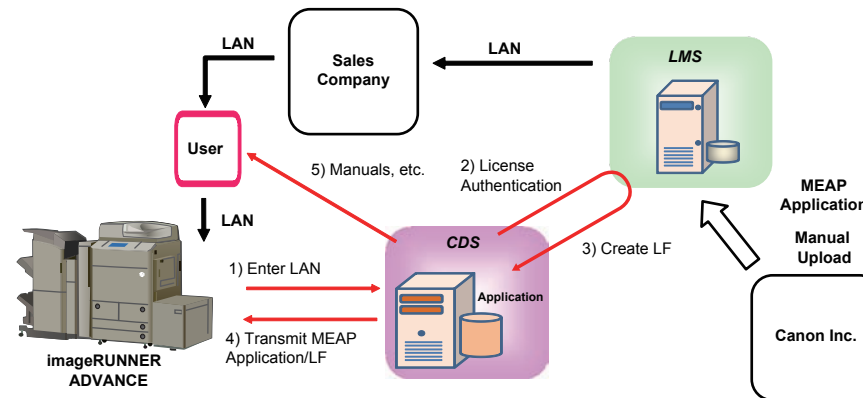 LAN
Sales
Company
LAN
LMS
User
5) Manuals, etc.
2) License
Authentication
MEAP
Application
Manual
Upload
LAN
CDS
3) Create LF
1) Enter LAN
Application
4) Transmit MEAP
Application/LF
Canon Inc.
imageRUNNER
ADVANCE